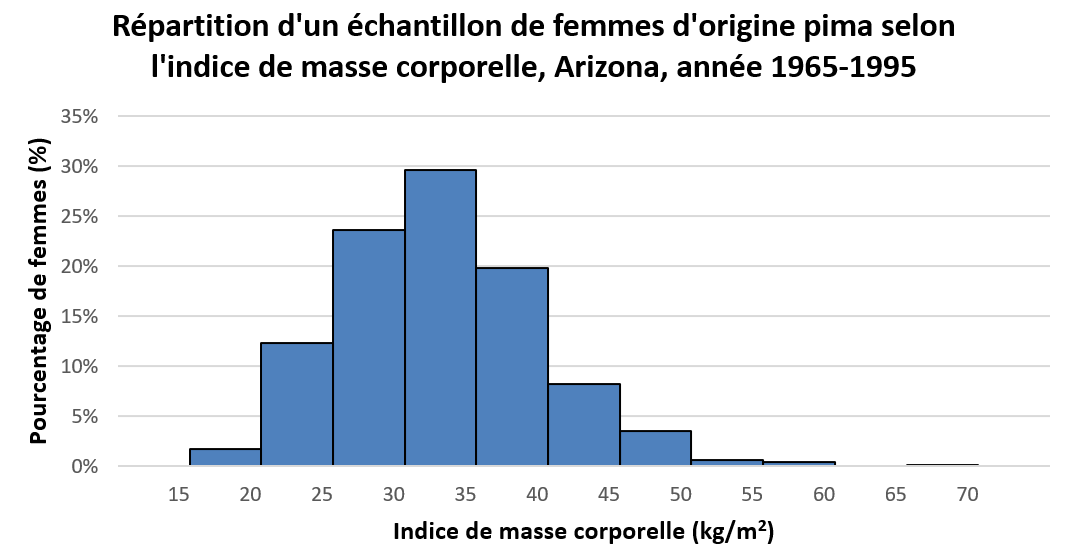 Répartition d'un échantillon de femmes d'origine pima selon
l'indice de masse corporelle, Arizona, année 1965-1995
Pourcentage de femmes (%)
35%
30%
25%
20%
15%
10%
5%
0%
15 20 25 30 35 40 45 50 55 60 65 70
Indice de masse corporelle (kg/m²)